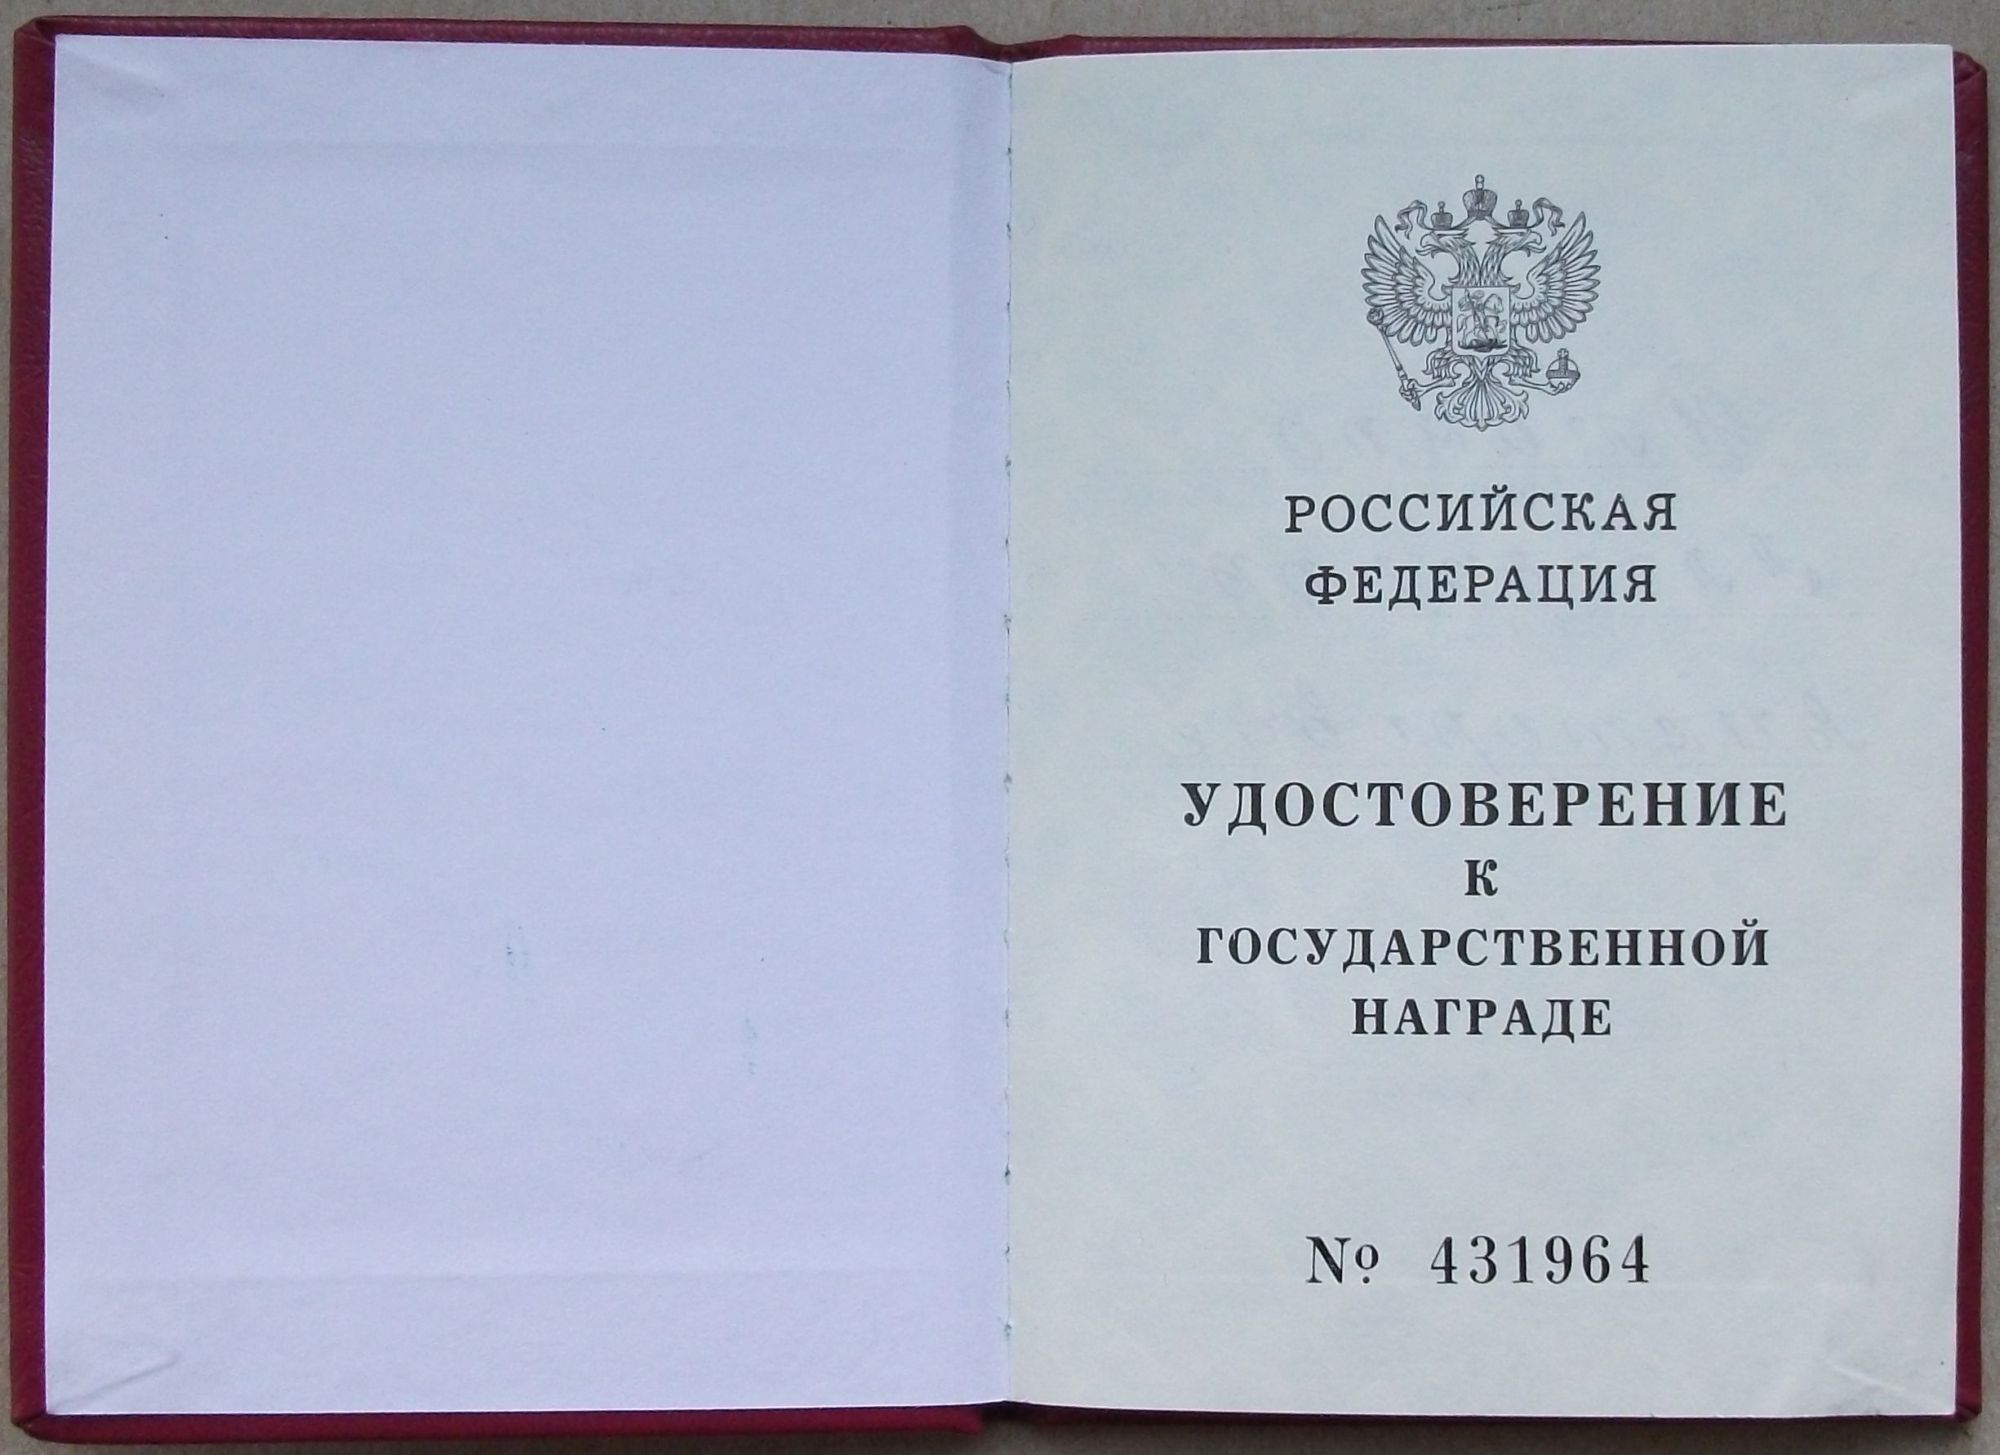 РОССИЙСКАЯ
ФЕДЕРАЦИЯ
УДОСТОВЕРЕНИЕ
К
ГОСУДАРСТВЕННОЙ
НАГРАДЕ
№ 431964